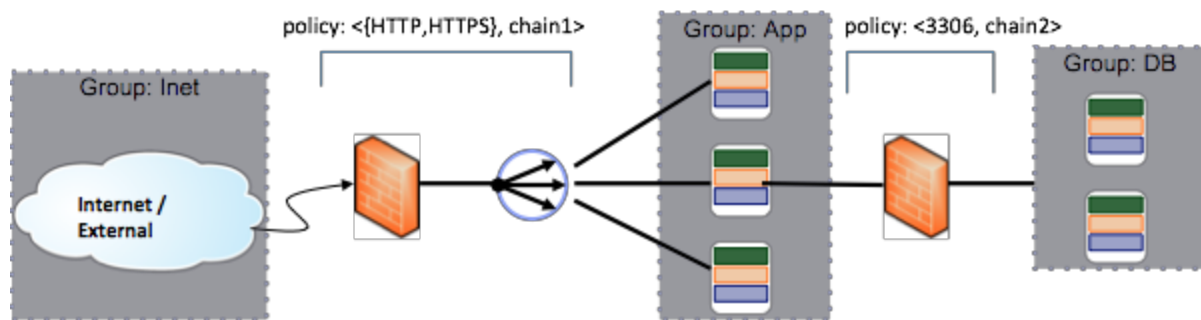 policy: <{HTTP,HTTPS}, chain1>
Group: App
policy: <3306, chain2>
Group: Inet
Group: DB
Internet /
External